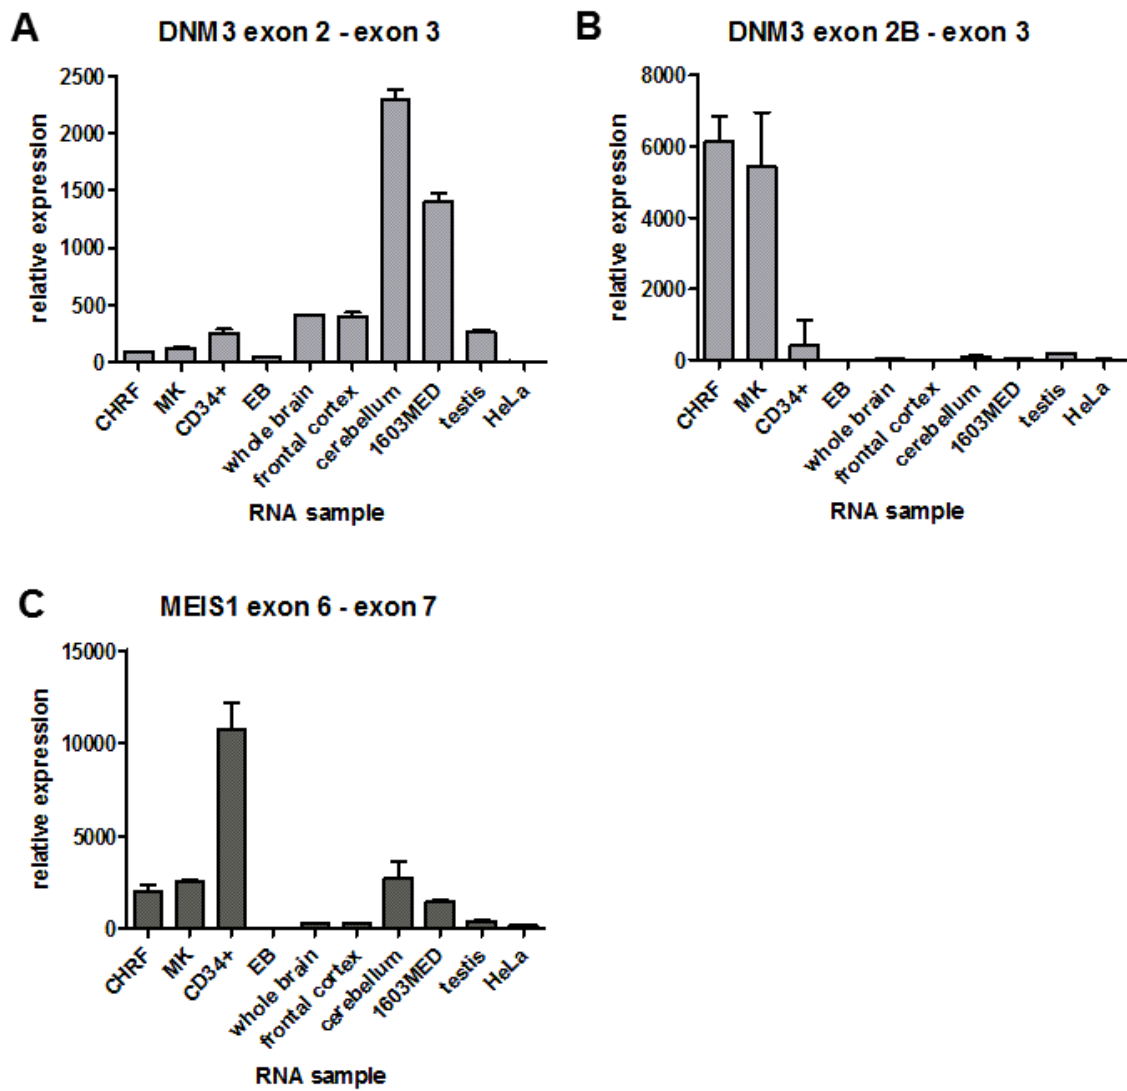 A
DNM3 exon 2 - exon 3
relative expression
2500
2000
1500
1000
500
0
CHRF
MK
CD34+
EB
whole brain
frontal cortex
cerebellum
1603MED
testis
HeLa
RNA sample
B
DNM3 exon 2B - exon 3
relative expression
8000
6000
4000
2000
0
CHRF
MK
CD34+
EB
whole brain
frontal cortex
cerebellum
1603MED
testis
HeLa
RNA sample
C
MEIS1 exon 6 - exon 7
relative expression
15000
10000
5000
0
CHRF
MK
CD34+
EB
whole brain
frontal cortex
cerebellum
1603MED
testis
HeLa
RNA sample